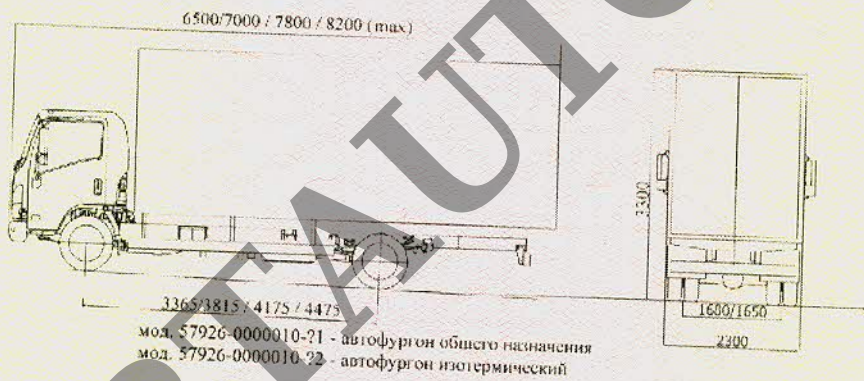 6500/7000 / 7800 / 8200 (max)
3300
3365/3815 / 4175 / 4475
1680/1650
2300
мод. 57926-0000010-?1 - автофургон общего назначения
мод. 57926-0000010-?2 - автофургон изотермический